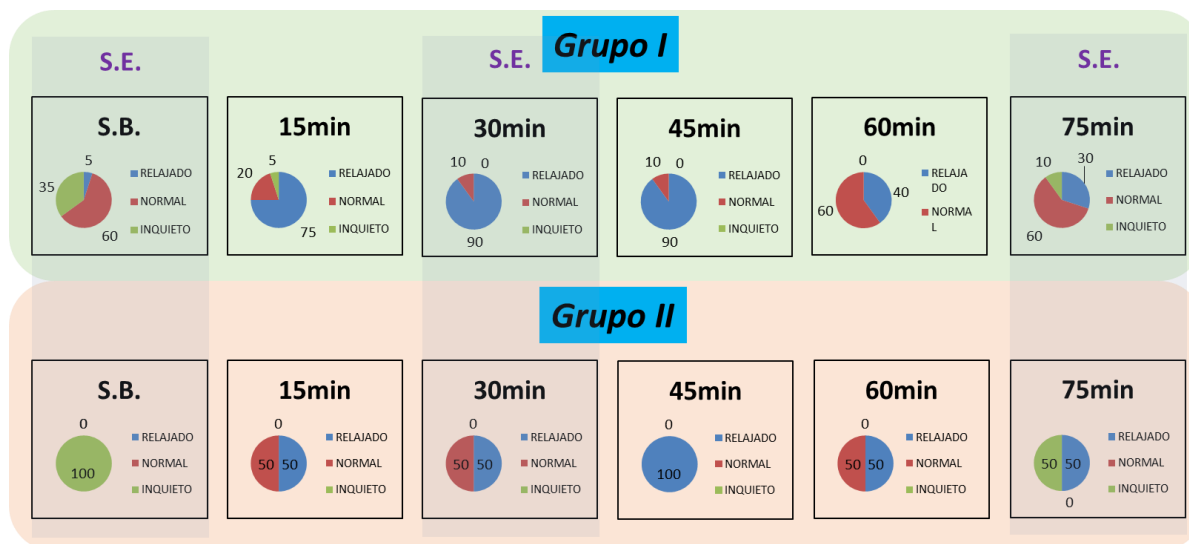 Grupo I
S.E.
S.E.
S.E.
S.B.
5
35
60
RELAJADO
NORMAL
INQUIETO
15min
5
20
75
RELAJADO
NORMAL
INQUIETO
30min
10
0
90
RELAJADO
NORMAL
INQUIETO
45min
10
0
90
RELAJADO
NORMAL
INQUIETO
60min
0
40
60
RELAJA
DO
NORMA
L
75min
10
30
60
RELAJADO
NORMAL
INQUIETO
Grupo II
S.B.
0
100
RELAJADO
NORMAL
INQUIETO
15min
0
50
50
RELAJADO
NORMAL
INQUIETO
30min
0
50
50
RELAJADO
NORMAL
INQUIETO
45min
0
100
RELAJADO
NORMAL
INQUIETO
60min
0
50
50
RELAJADO
NORMAL
INQUIETO
75min
50
50
0
RELAJADO
NORMAL
INQUIETO